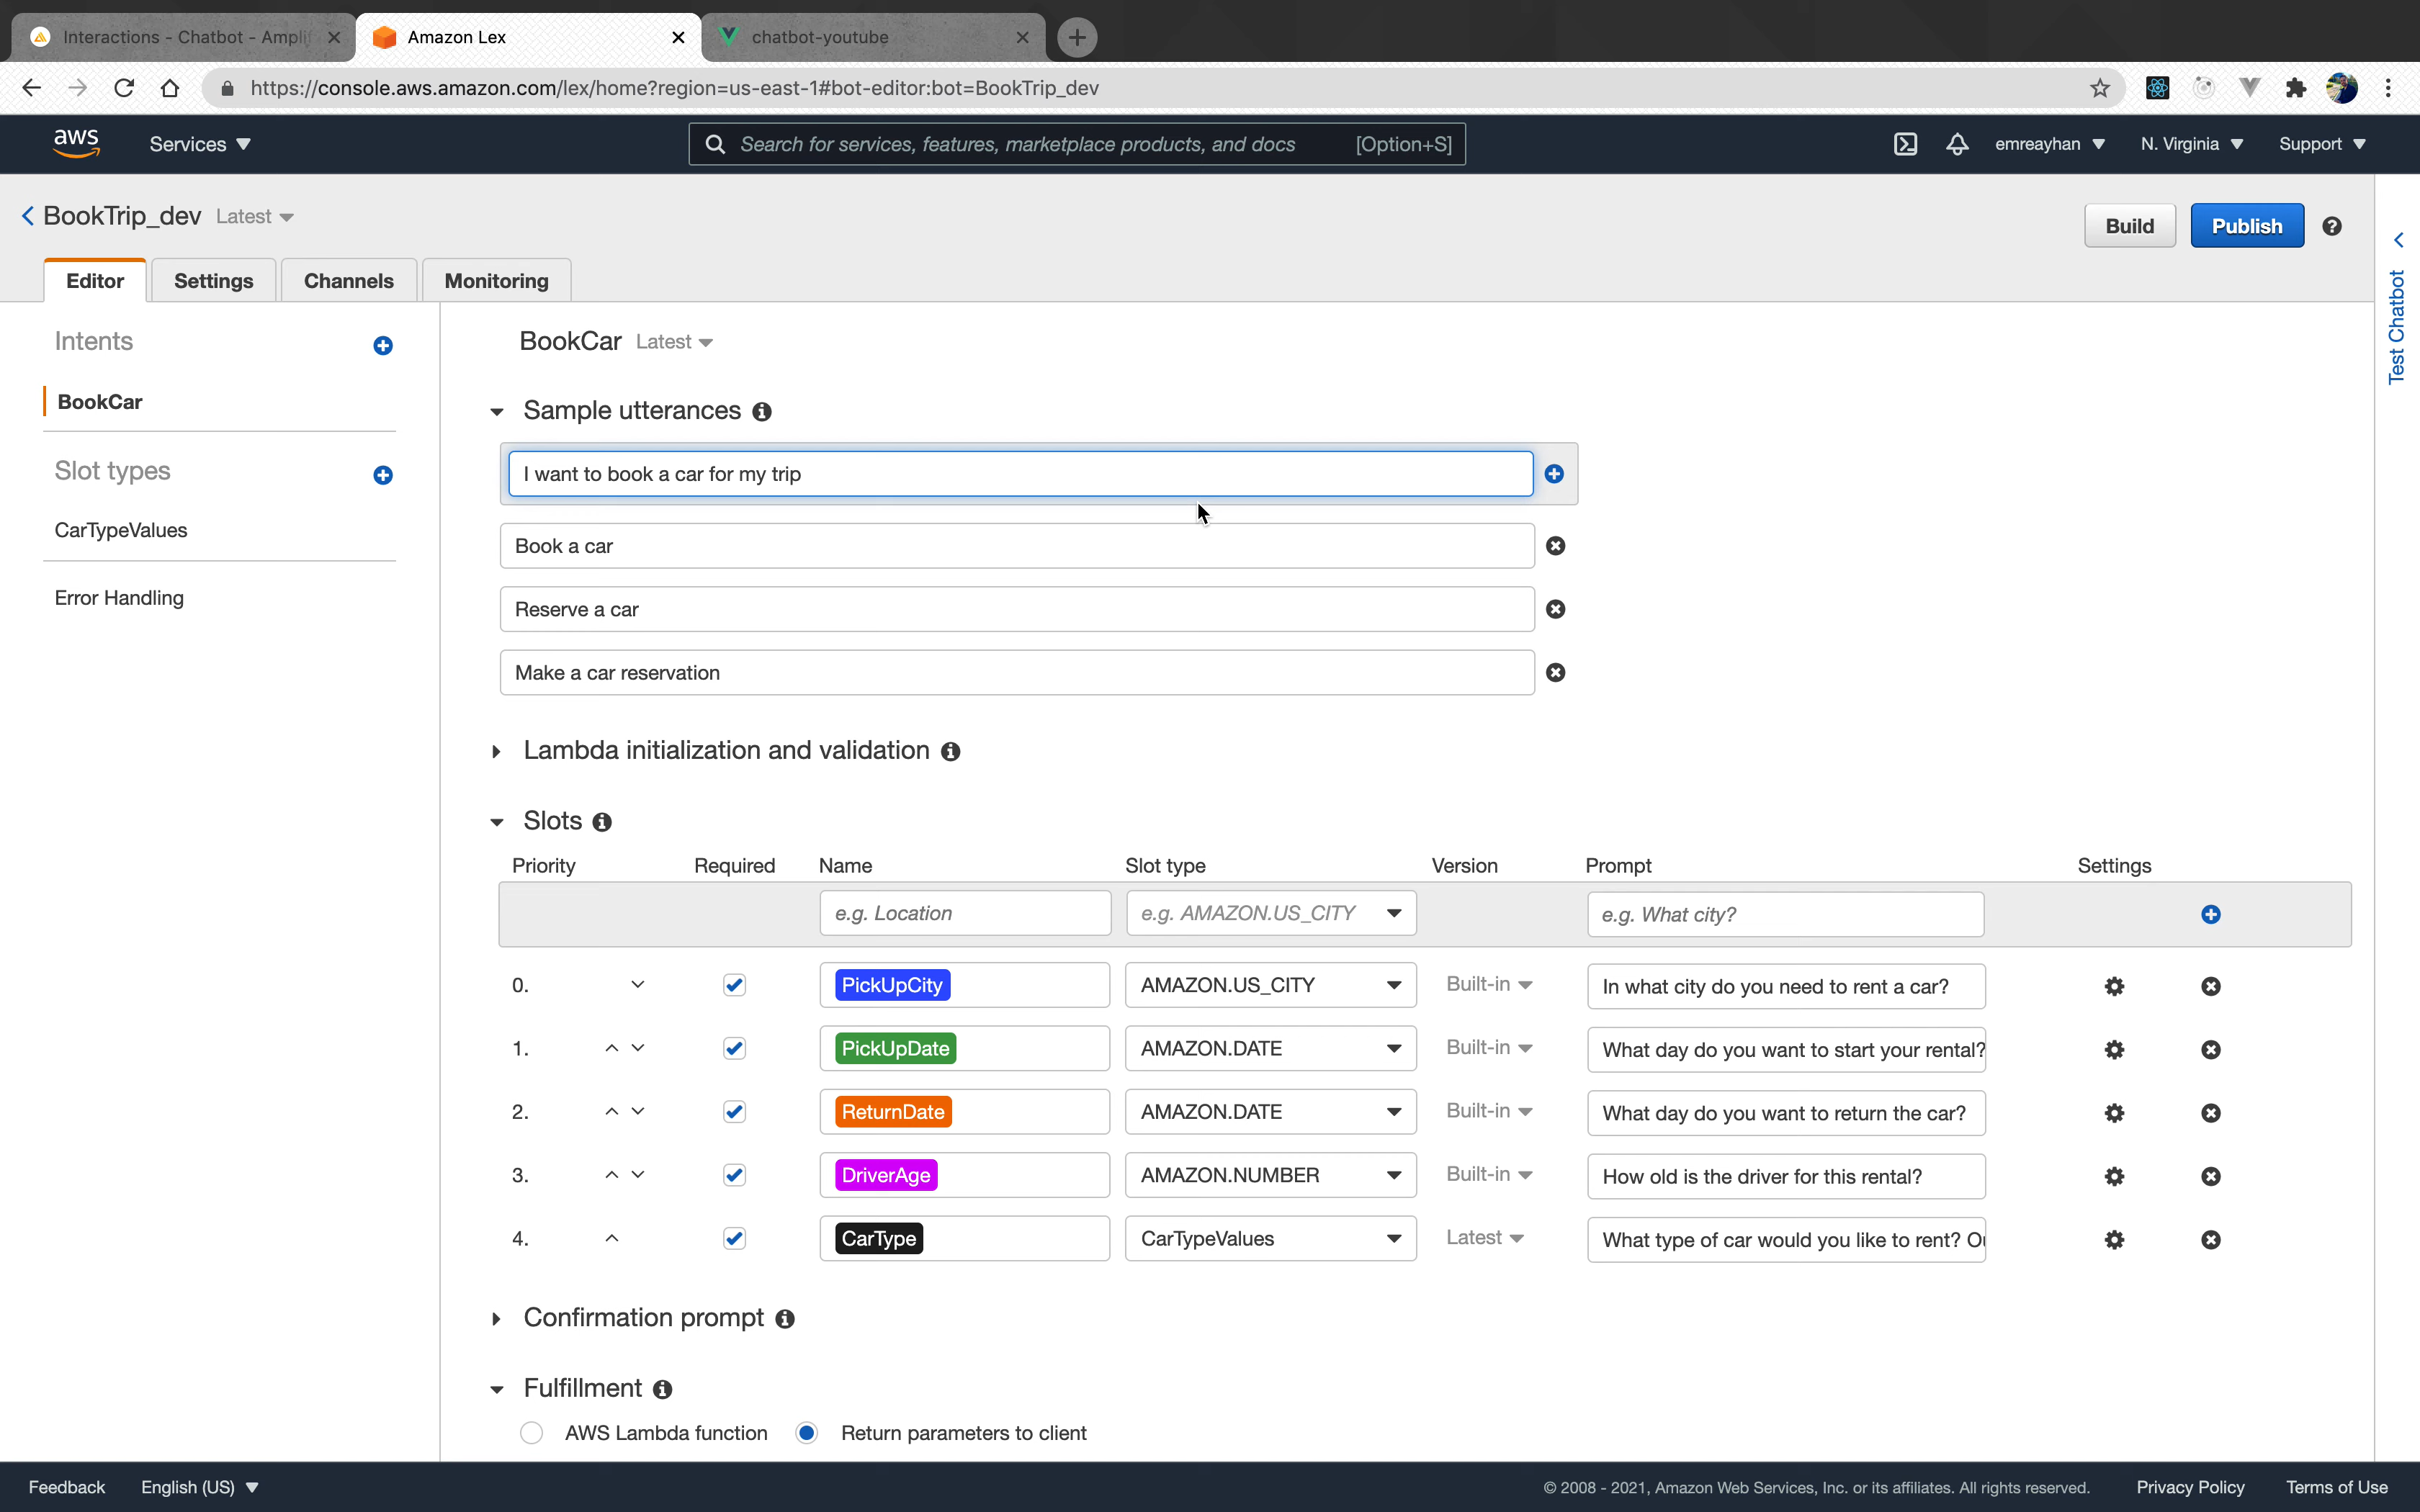 Interactions - Chatbot - Ampli
Amazon Lex
chatbot-youtube
https://console.aws.amazon.com/lex/home?region=us-east-1#bot-editor:bot=BookTrip_dev
aws
Services
Search for services, features, marketplace products, and docs
[Option+S]
emreayhan
N. Virginia
Support
BookTrip_dev Latest
Build
Publish
Test Chatbot
Editor
Settings
Channels
Monitoring
Intents
BookCar
Slot types
CarTypeValues
Error Handling
BookCar Latest
Sample utterances
I want to book a car for my trip
Book a car
Reserve a car
Make a car reservation
Lambda initialization and validation
Slots
Priority Required Name Slot type Version Prompt Settings
e.g. Location e.g. AMAZON.US_CITY e.g. What city?
0. PickUpCity AMAZON.US_CITY Built-in In what city do you need to rent a car?
1. PickUpDate AMAZON.DATE Built-in What day do you want to start your rental?
2. ReturnDate AMAZON.DATE Built-in What day do you want to return the car?
3. DriverAge AMAZON.NUMBER Built-in How old is the driver for this rental?
4. CarType CarTypeValues Latest What type of car would you like to rent?
Confirmation prompt
Fulfillment
AWS Lambda function Return parameters to client
Feedback
English (US)
© 2008 - 2021, Amazon Web Services, Inc. or its affiliates. All rights reserved.
Privacy Policy
Terms of Use